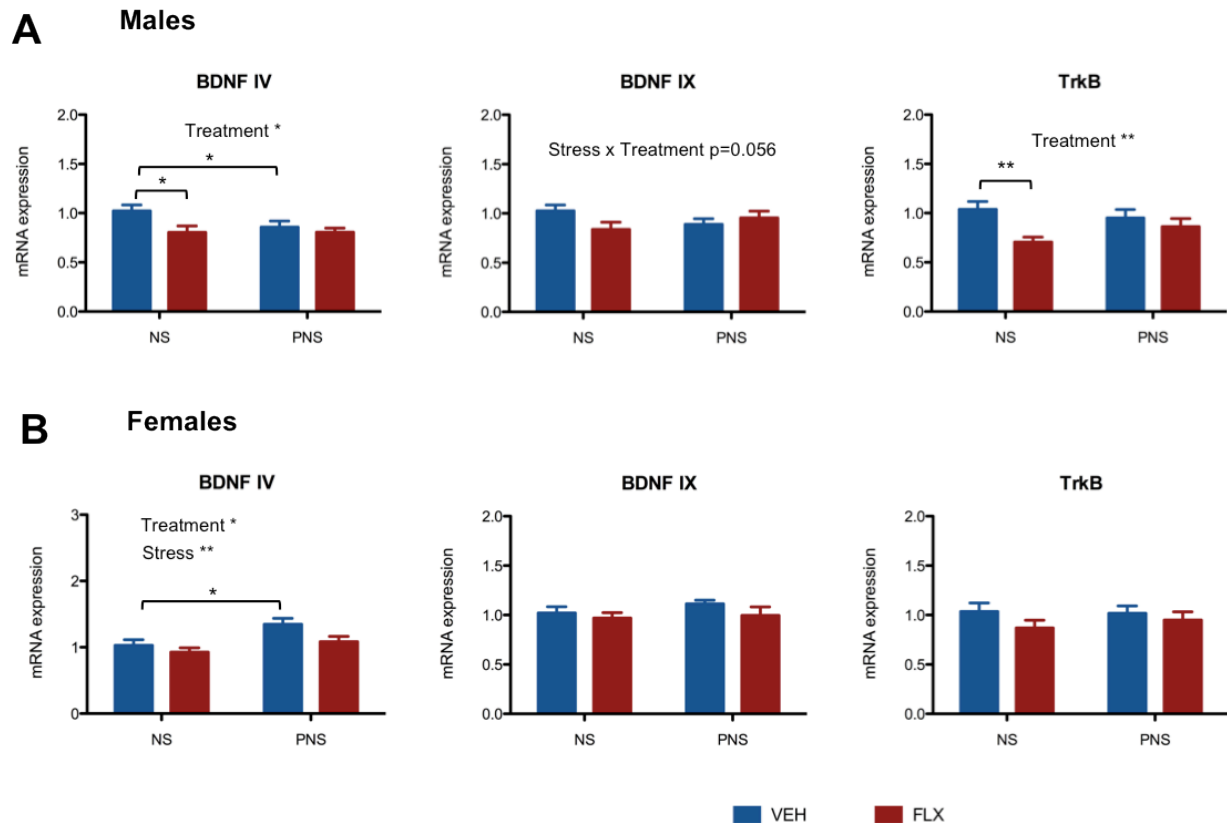 A Males
BDNF IV
mRNA expression
2.0
1.5
1.0
0.5
0.0
Treatment *
*
*
NS PNS
BDNF IX
mRNA expression
2.0
1.5
1.0
0.5
0.0
Stress x Treatment p=0.056
NS PNS
TrkB
mRNA expression
2.0
1.5
1.0
0.5
0.0
Treatment **
**
NS PNS
B Females
BDNF IV
mRNA expression
3
2
1
0
Treatment *
Stress **
*
NS PNS
BDNF IX
mRNA expression
2.0
1.5
1.0
0.5
0.0
NS PNS
TrkB
mRNA expression
2.0
1.5
1.0
0.5
0.0
NS PNS
VEH FLX